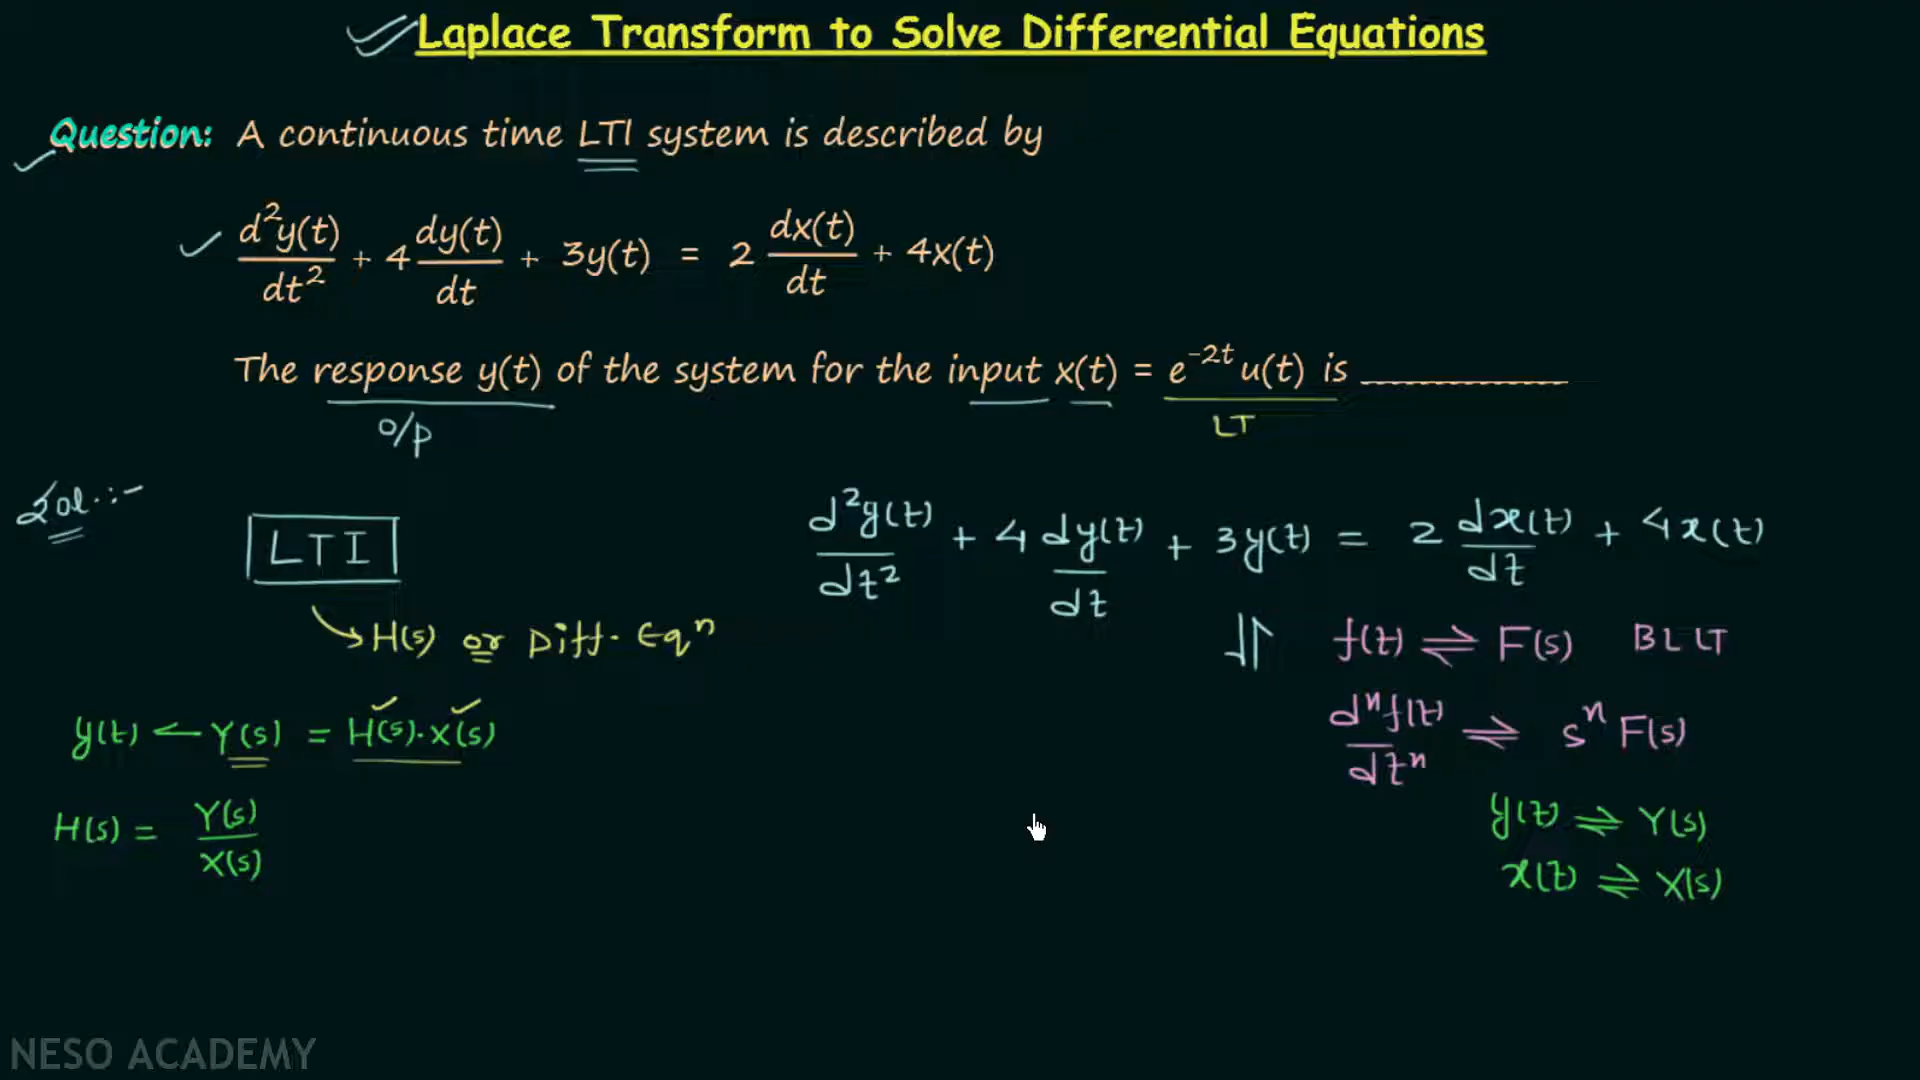 Laplace Transform to Solve Differential Equations
Question: A continuous time LTI system is described by
d²y(t)/dt² + 4 dy(t)/dt + 3y(t) = 2 dx(t)/dt + 4x(t)
The response y(t) of the system for the input x(t) = e^-2t u(t) is ____________
o/p
LT
Sol.:-
LTI
d²y(t)/dt² + 4 dy(t)/dt + 3y(t) = 2 dx(t)/dt + 4x(t)
H(s) or Diff. Eqⁿ
f(t) ⇌ F(s) BLLT
y(t) ← Y(s) = H(s)·X(s)
dⁿf(t)/dtⁿ ⇌ sⁿ F(s)
H(s) = Y(s)/X(s)
y(t) ⇌ Y(s)
x(t) ⇌ X(s)
NESO ACADEMY